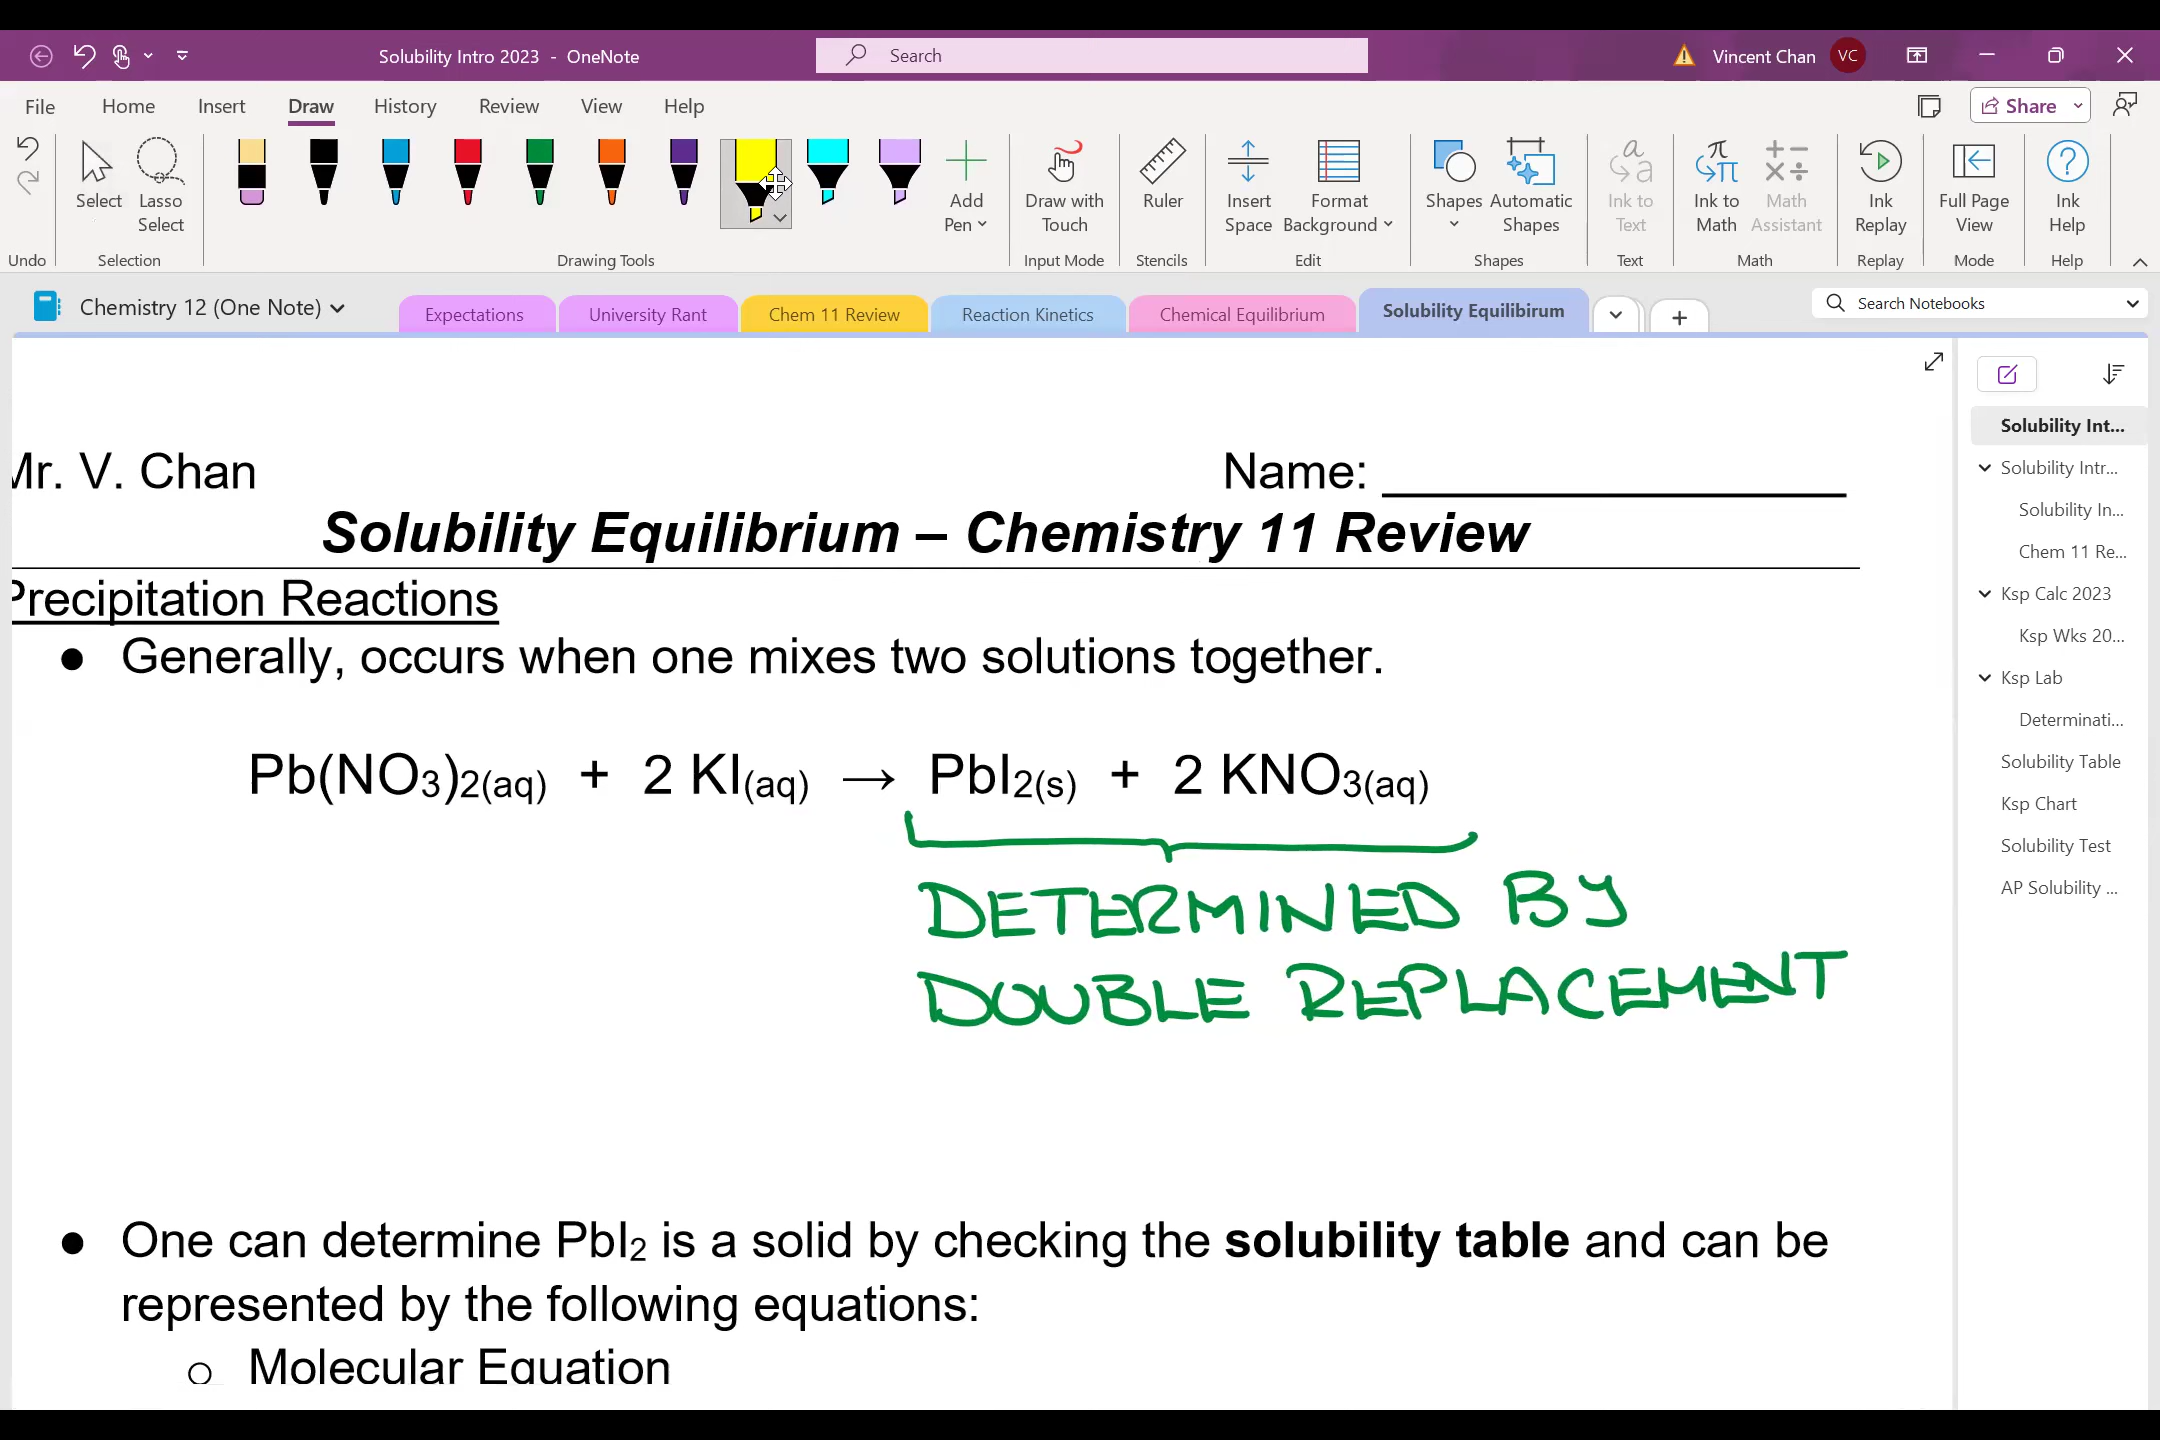 Solubility Intro 2023 - OneNote
Search
Vincent Chan VC
File Home Insert Draw History Review View Help
Share
Select
Lasso Select
Add Pen
Draw with Touch
Ruler
Insert Space
Format Background
Shapes
Automatic Shapes
Ink to Text
Ink to Math
Math Assistant
Ink Replay
Full Page View
Ink Help
Undo Selection Drawing Tools Input Mode Stencils Edit Shapes Text Math Replay Mode Help
Chemistry 12 (One Note)
Expectations University Rant Chem 11 Review Reaction Kinetics Chemical Equilibrium Solubility Equilibirum
Search Notebooks
Mr. V. Chan Name: ____________
Solubility Equilibrium – Chemistry 11 Review
Precipitation Reactions
● Generally, occurs when one mixes two solutions together.
Pb(NO₃)₂(aq) + 2 KI(aq) → PbI₂(s) + 2 KNO₃(aq)
DETERMINED BY
DOUBLE REPLACEMENT
● One can determine PbI₂ is a solid by checking the solubility table and can be
represented by the following equations:
○ Molecular Equation
Solubility Int...
Solubility Intr...
Solubility In...
Chem 11 Re...
Ksp Calc 2023
Ksp Wks 20...
Ksp Lab
Determinati...
Solubility Table
Ksp Chart
Solubility Test
AP Solubility ...